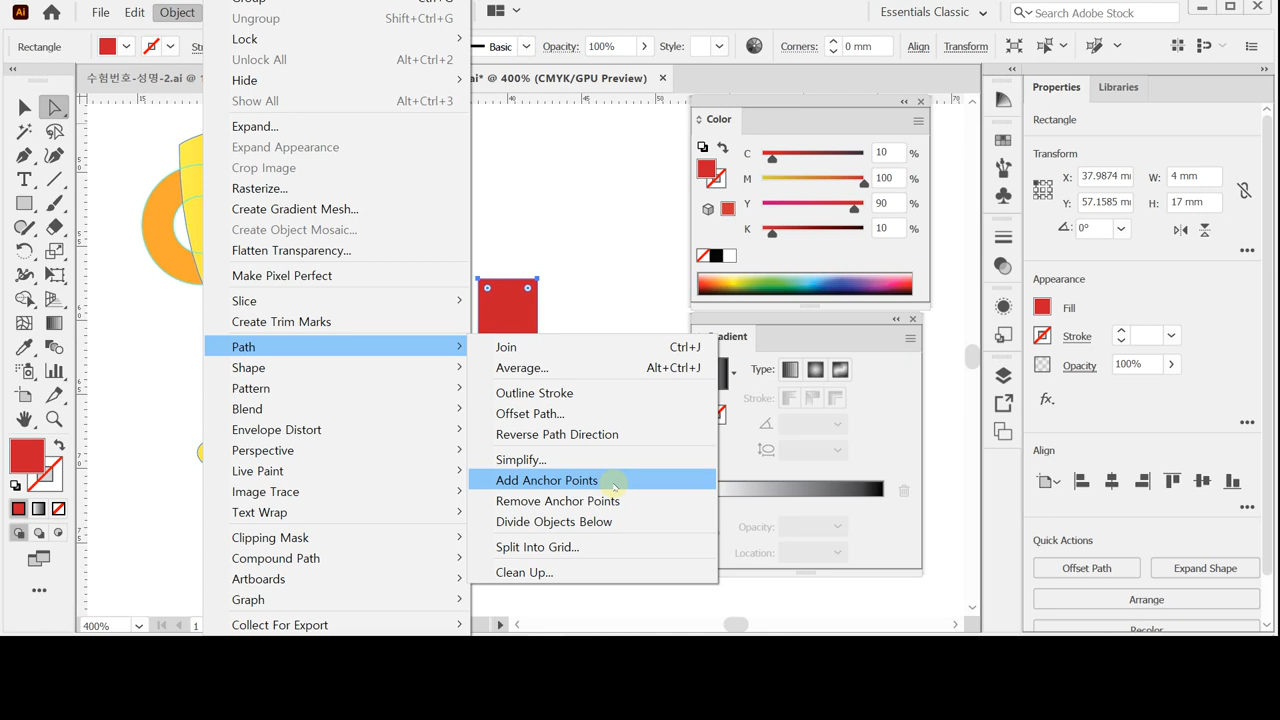 Ai File Edit Object Essentials Classic Search Adobe Stock
Rectangle Basic Opacity: 100% Style: Corners: 0 mm Align Transform
수험번호-성명-2.ai @ ai* @ 400% (CMYK/GPU Preview)
Group
Ungroup Shift+Ctrl+G
Lock
Unlock All Alt+Ctrl+2
Hide
Show All Alt+Ctrl+3
Expand...
Expand Appearance
Crop Image
Rasterize...
Create Gradient Mesh...
Create Object Mosaic...
Flatten Transparency...
Make Pixel Perfect
Slice
Create Trim Marks
Path
Shape
Pattern
Blend
Envelope Distort
Perspective
Live Paint
Image Trace
Text Wrap
Clipping Mask
Compound Path
Artboards
Graph
Collect For Export
Join Ctrl+J
Average... Alt+Ctrl+J
Outline Stroke
Offset Path...
Reverse Path Direction
Simplify...
Add Anchor Points
Remove Anchor Points
Divide Objects Below
Split Into Grid...
Clean Up...
Color
C 10 %
M 100 %
Y 90 %
K 10 %
Gradient
Type:
Stroke:
Opacity:
Location:
Properties Libraries
Rectangle
Transform
X: 37.9874 W: 4 mm
Y: 57.1585 H: 17 mm
0°
Appearance
Fill
Stroke
Opacity 100%
fx.
Align
Quick Actions
Offset Path Expand Shape
Arrange
Recolor
400% 1